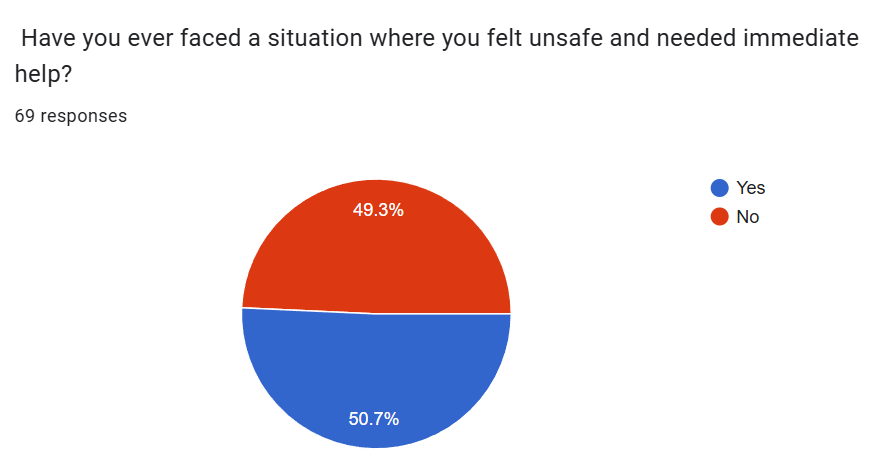 Have you ever faced a situation where you felt unsafe and needed immediate
help?
69 responses
Yes
No
49.3%
50.7%